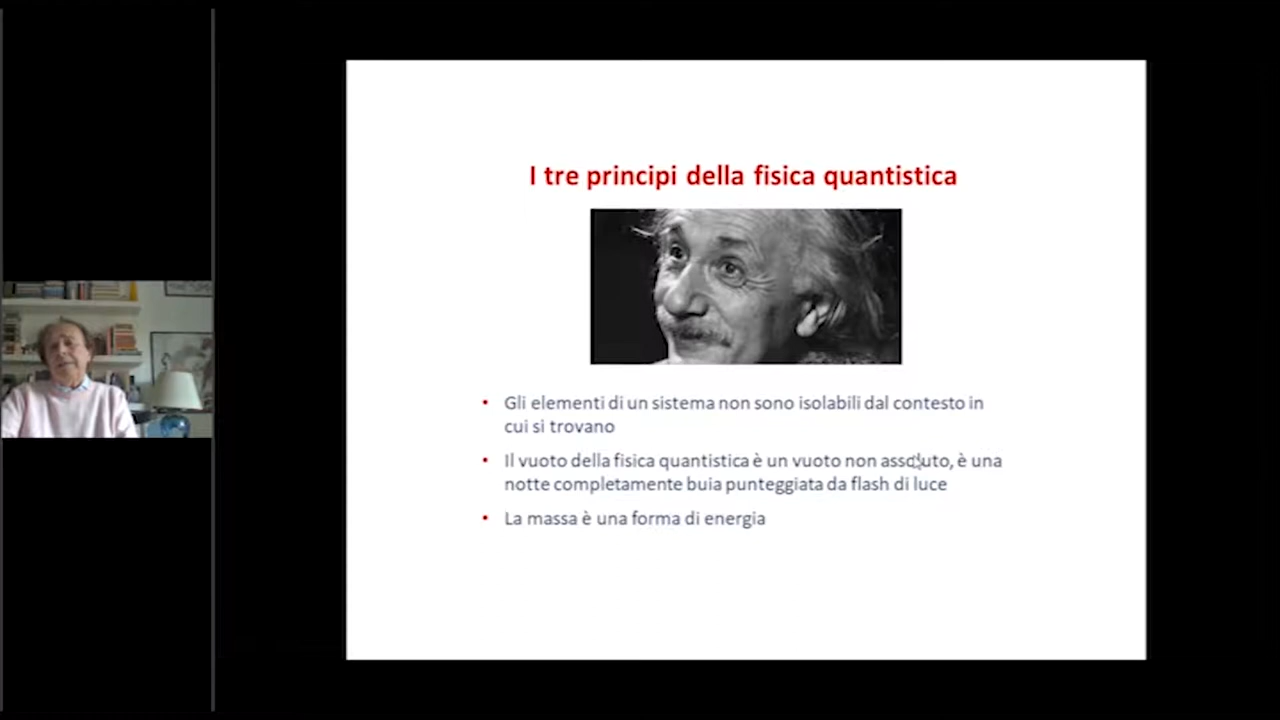 I tre principi della fisica quantistica
Gli elementi di un sistema non sono isolabili dal contesto in
cui si trovano
Il vuoto della fisica quantistica è un vuoto non assoluto, è una
notte completamente buia punteggiata da flash di luce
La massa è una forma di energia